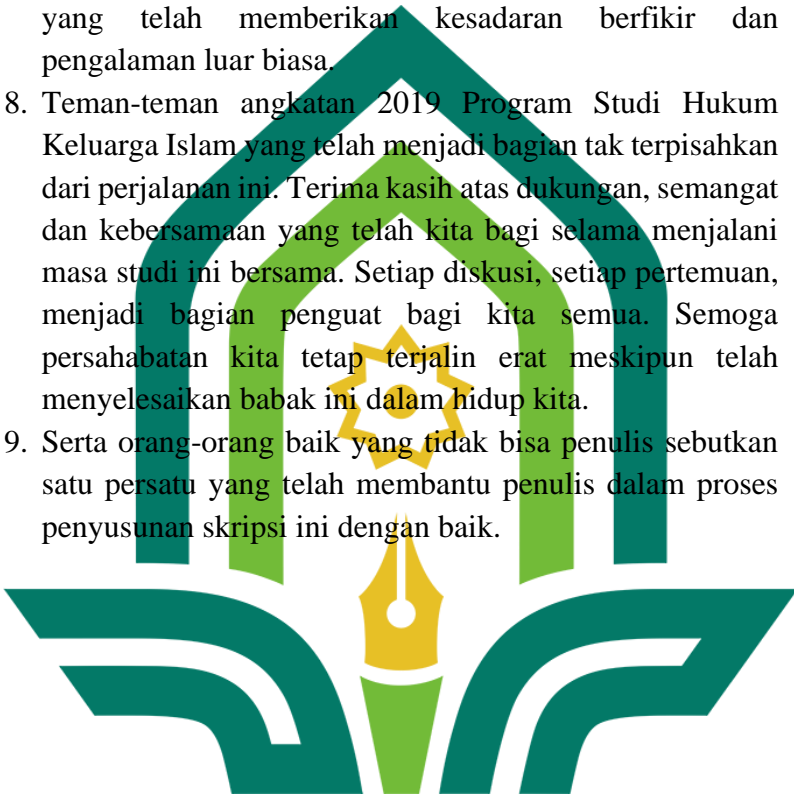 yang telah memberikan kesadaran berfikir dan
pengalaman luar biasa.
8. Teman-teman angkatan 2019 Program Studi Hukum
Keluarga Islam yang telah menjadi bagian tak terpisahkan
dari perjalanan ini. Terima kasih atas dukungan, semangat
dan kebersamaan yang telah kita bagi selama menjalani
masa studi ini bersama. Setiap diskusi, setiap pertemuan,
menjadi bagian penguat bagi kita semua. Semoga
persahabatan kita tetap terjalin erat meskipun telah
menyelesaikan babak ini dalam hidup kita.
9. Serta orang-orang baik yang tidak bisa penulis sebutkan
satu persatu yang telah membantu penulis dalam proses
penyusunan skripsi ini dengan baik.